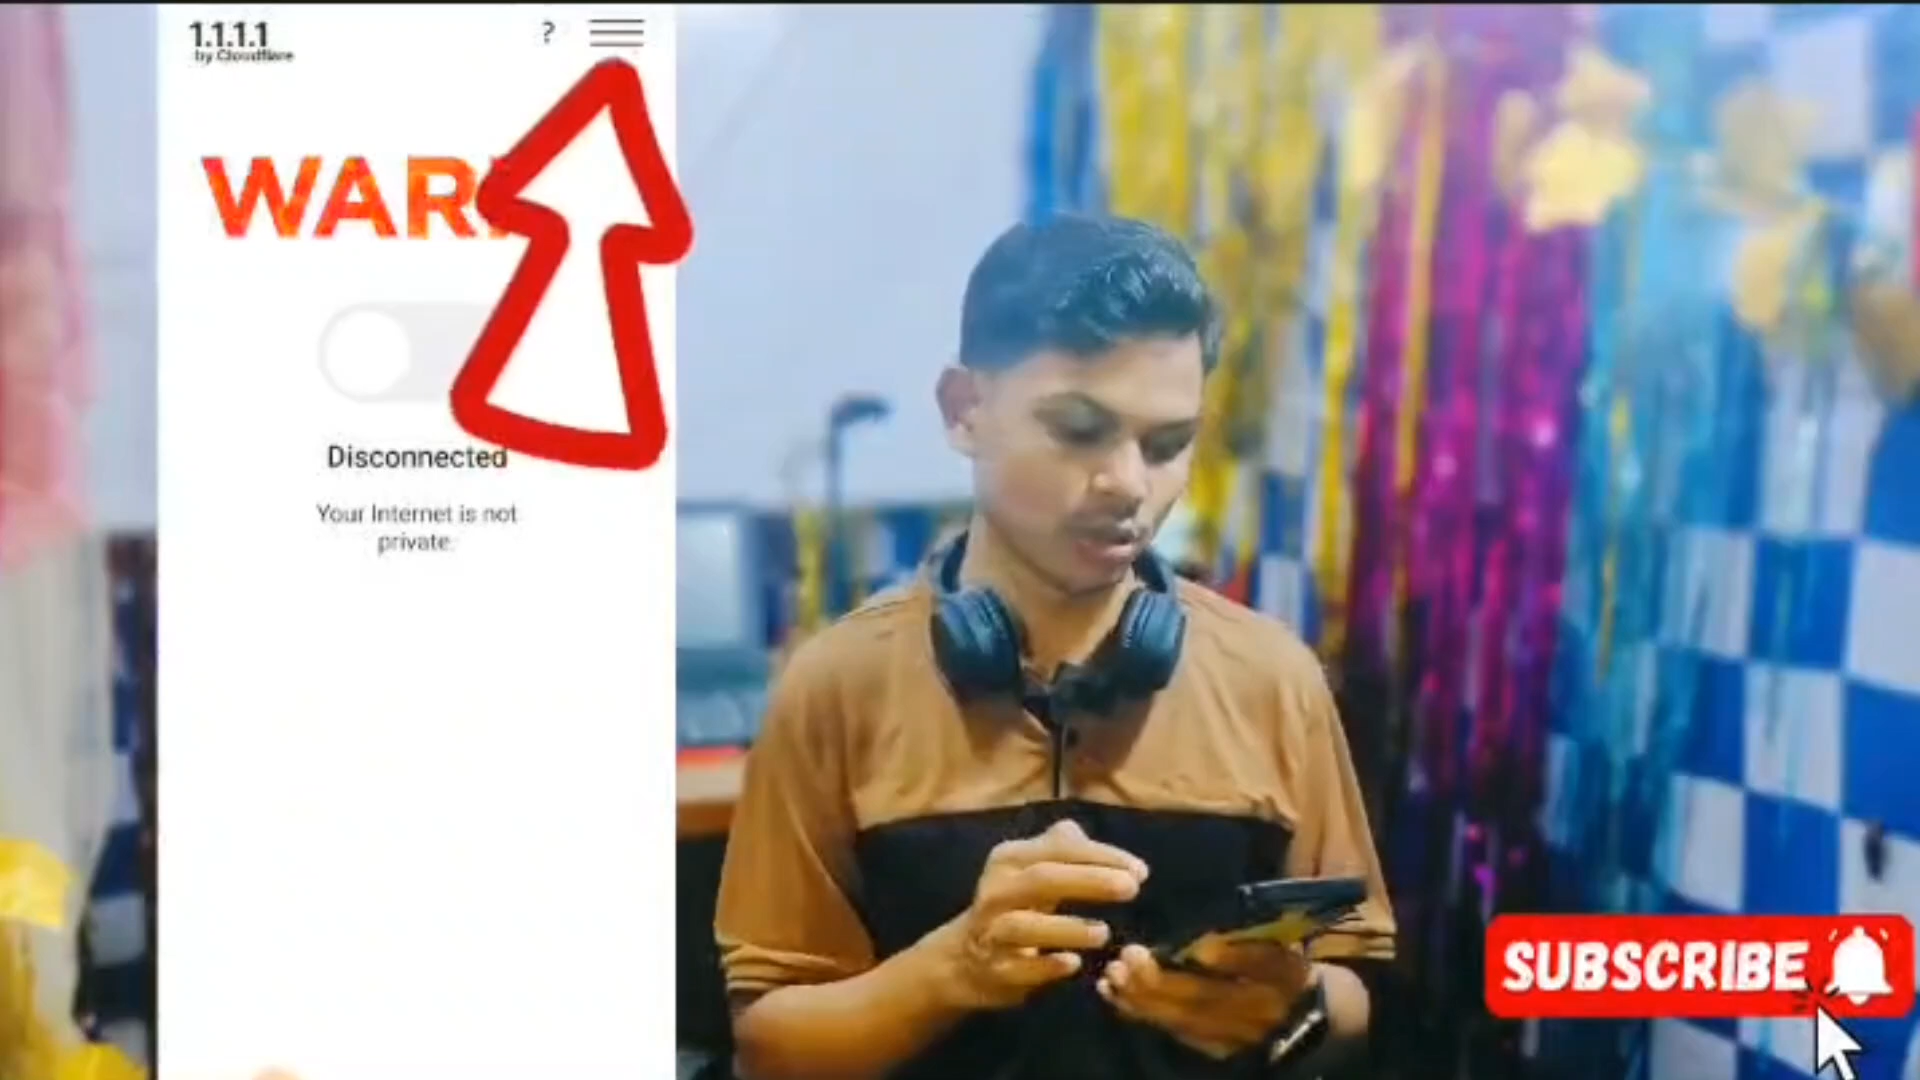 1.1.1.1
by Cloudflare
?
WAR
Disconnected
Your Internet is not
private.
SUBSCRIBE